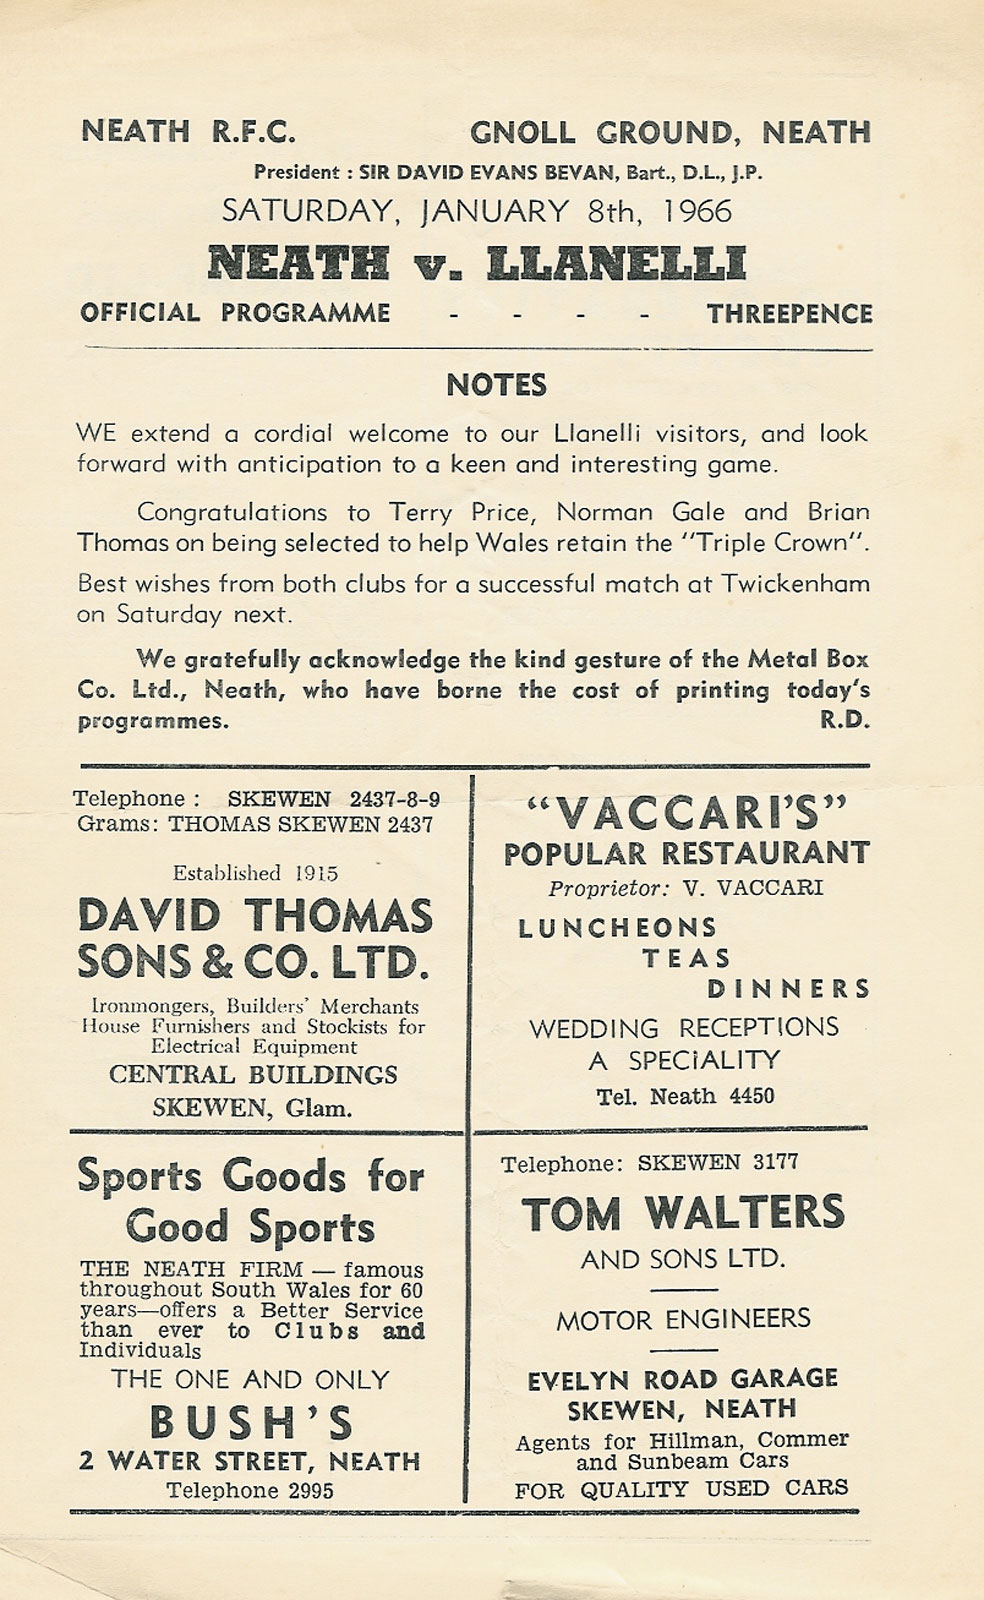 NEATH R.F.C. GNOLL GROUND, NEATH
President : SIR DAVID EVANS BEVAN, Bart., D.L., J.P.
SATURDAY, JANUARY 8th, 1966
NEATH v. LLANELLI
OFFICIAL PROGRAMME - - - - THREEPENCE
NOTES
WE extend a cordial welcome to our Llanelli visitors, and look
forward with anticipation to a keen and interesting game.
Congratulations to Terry Price, Norman Gale and Brian
Thomas on being selected to help Wales retain the "Triple Crown".
Best wishes from both clubs for a successful match at Twickenham
on Saturday next.
We gratefully acknowledge the kind gesture of the Metal Box
Co. Ltd., Neath, who have borne the cost of printing today's
programmes. R.D.
Telephone : SKEWEN 2437-8-9
Grams: THOMAS SKEWEN 2437
Established 1915
DAVID THOMAS
SONS & CO. LTD.
Ironmongers, Builders' Merchants
House Furnishers and Stockists for
Electrical Equipment
CENTRAL BUILDINGS
SKEWEN, Glam.
"VACCARI'S"
POPULAR RESTAURANT
Proprietor: V. VACCARI
LUNCHEONS
TEAS
DINNERS
WEDDING RECEPTIONS
A SPECIALITY
Tel. Neath 4450
Sports Goods for
Good Sports
THE NEATH FIRM — famous
throughout South Wales for 60
years—offers a Better Service
than ever to Clubs and
Individuals
THE ONE AND ONLY
BUSH'S
2 WATER STREET, NEATH
Telephone 2995
Telephone: SKEWEN 3177
TOM WALTERS
AND SONS LTD.
MOTOR ENGINEERS
EVELYN ROAD GARAGE
SKEWEN, NEATH
Agents for Hillman, Commer
and Sunbeam Cars
FOR QUALITY USED CARS